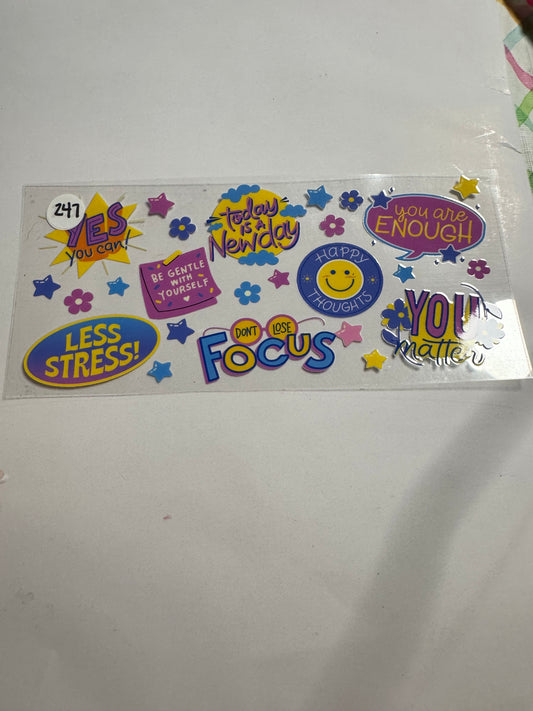 247
YES
you can!
today
is a
New day
you are
ENOUGH
BE GENTLE
WITH
YOURSELF
HAPPY
THOUGHTS
YOU
matter
LESS
STRESS!
DON'T LOSE
FOCUS